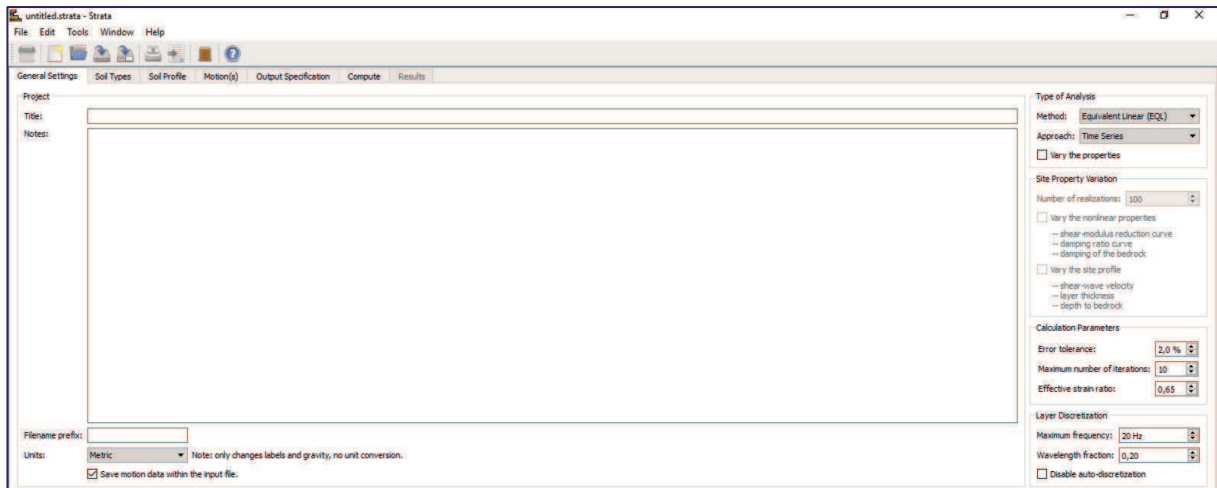 untitled.strata - Strata
File Edit Tools Window Help
General Settings Soil Types Soil Profile Motion(s) Output Specification Compute Results
Project
Title:
Notes:
Filename prefix:
Units: Metric Note: only changes labels and gravity, no unit conversion.
Save motion data within the input file.
Type of Analysis
Method: Equivalent Linear (EQL)
Approach: Time Series
Vary the properties
Site Property Variation
Number of realizations: 100
Vary the nonlinear properties
-- shear-modulus reduction curve
-- damping ratio curve
-- damping of the bedrock
Vary the site profile
-- shear-wave velocity
-- layer thickness
-- depth to bedrock
Calculation Parameters
Error tolerance: 2,0 %
Maximum number of iterations: 10
Effective strain ratio: 0,65
Layer Discretization
Maximum frequency: 20 Hz
Wavelength fraction: 0,20
Disable auto-discretization